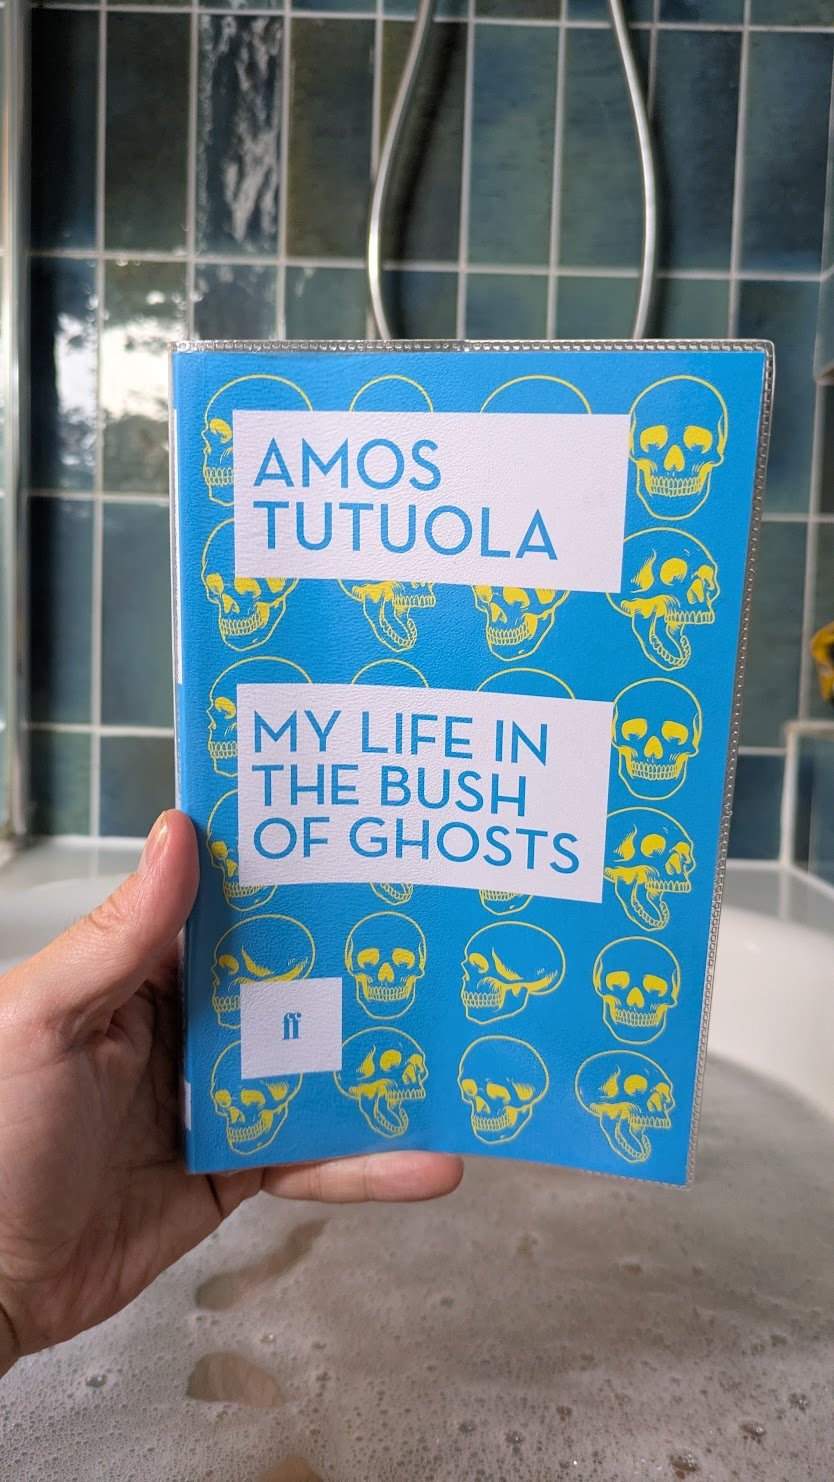 AMOS
TUTUOLA
MY LIFE IN
THE BUSH
OF GHOSTS
ff